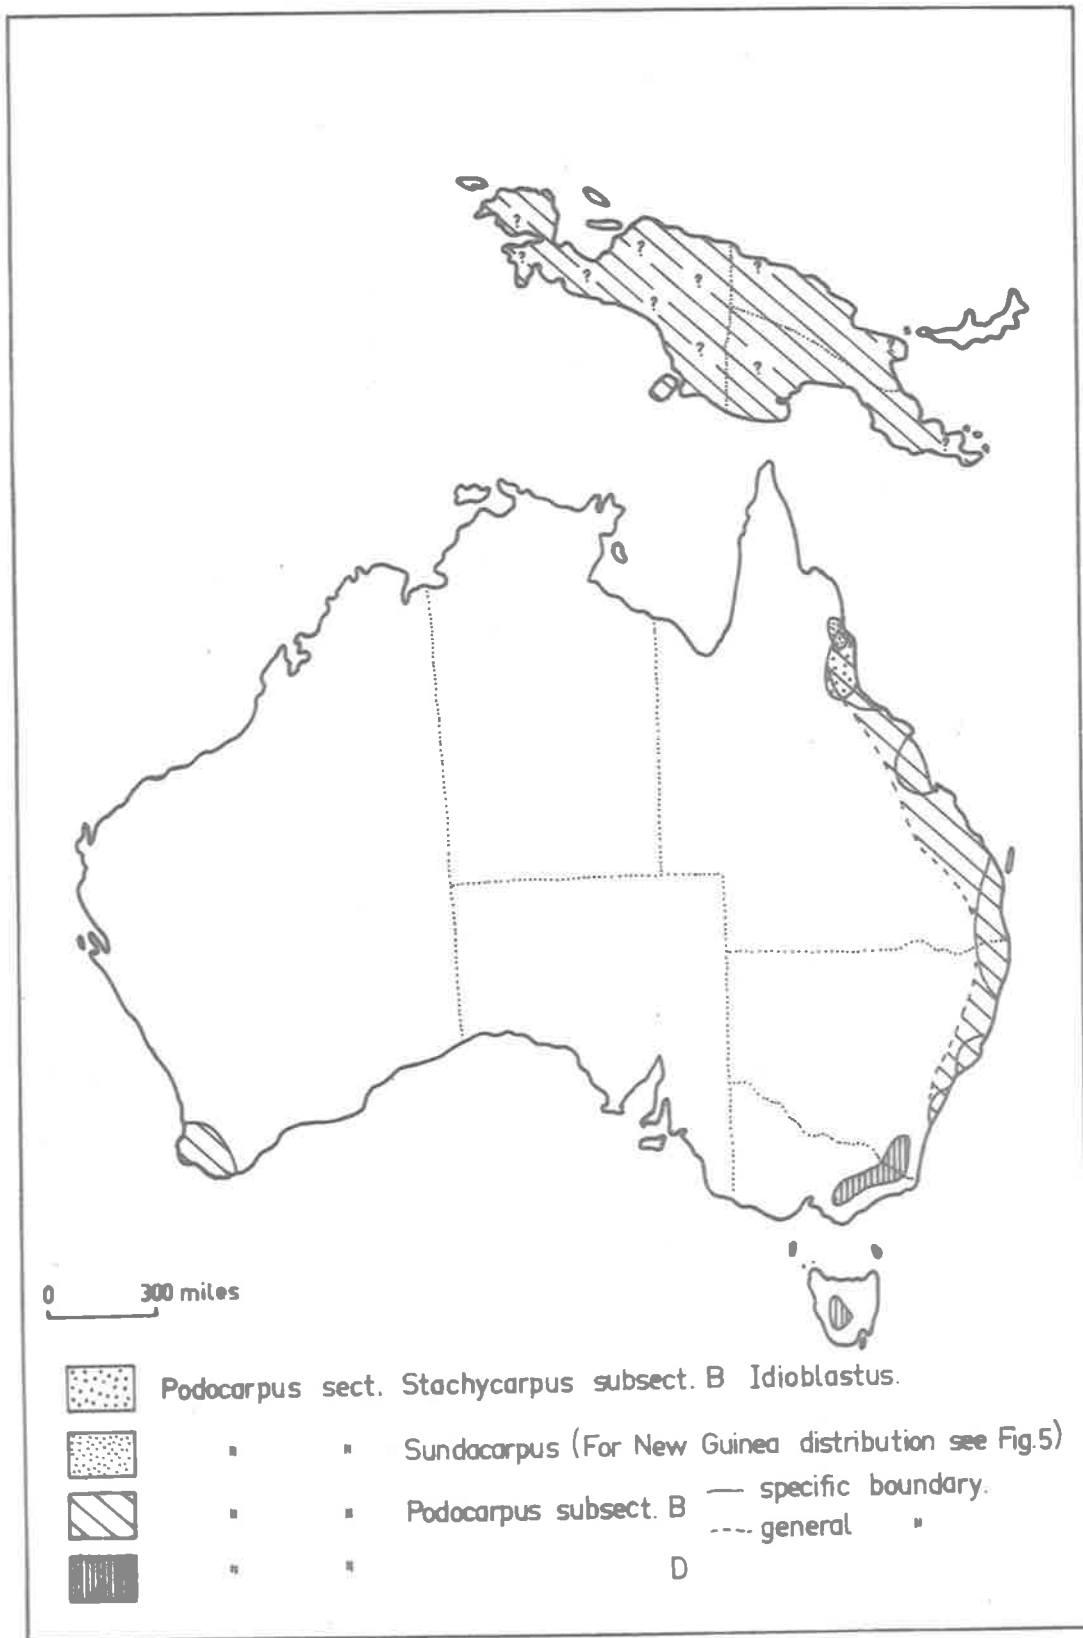 ? ? ? ? ? ? ? ? ? ? ? ?
0 300 miles
Podocarpus sect. Stachycarpus subsect. B Idioblastus.
" " Sundacarpus (For New Guinea distribution see Fig.5)
" " Podocarpus subsect. B — specific boundary.
---- general "
" " D